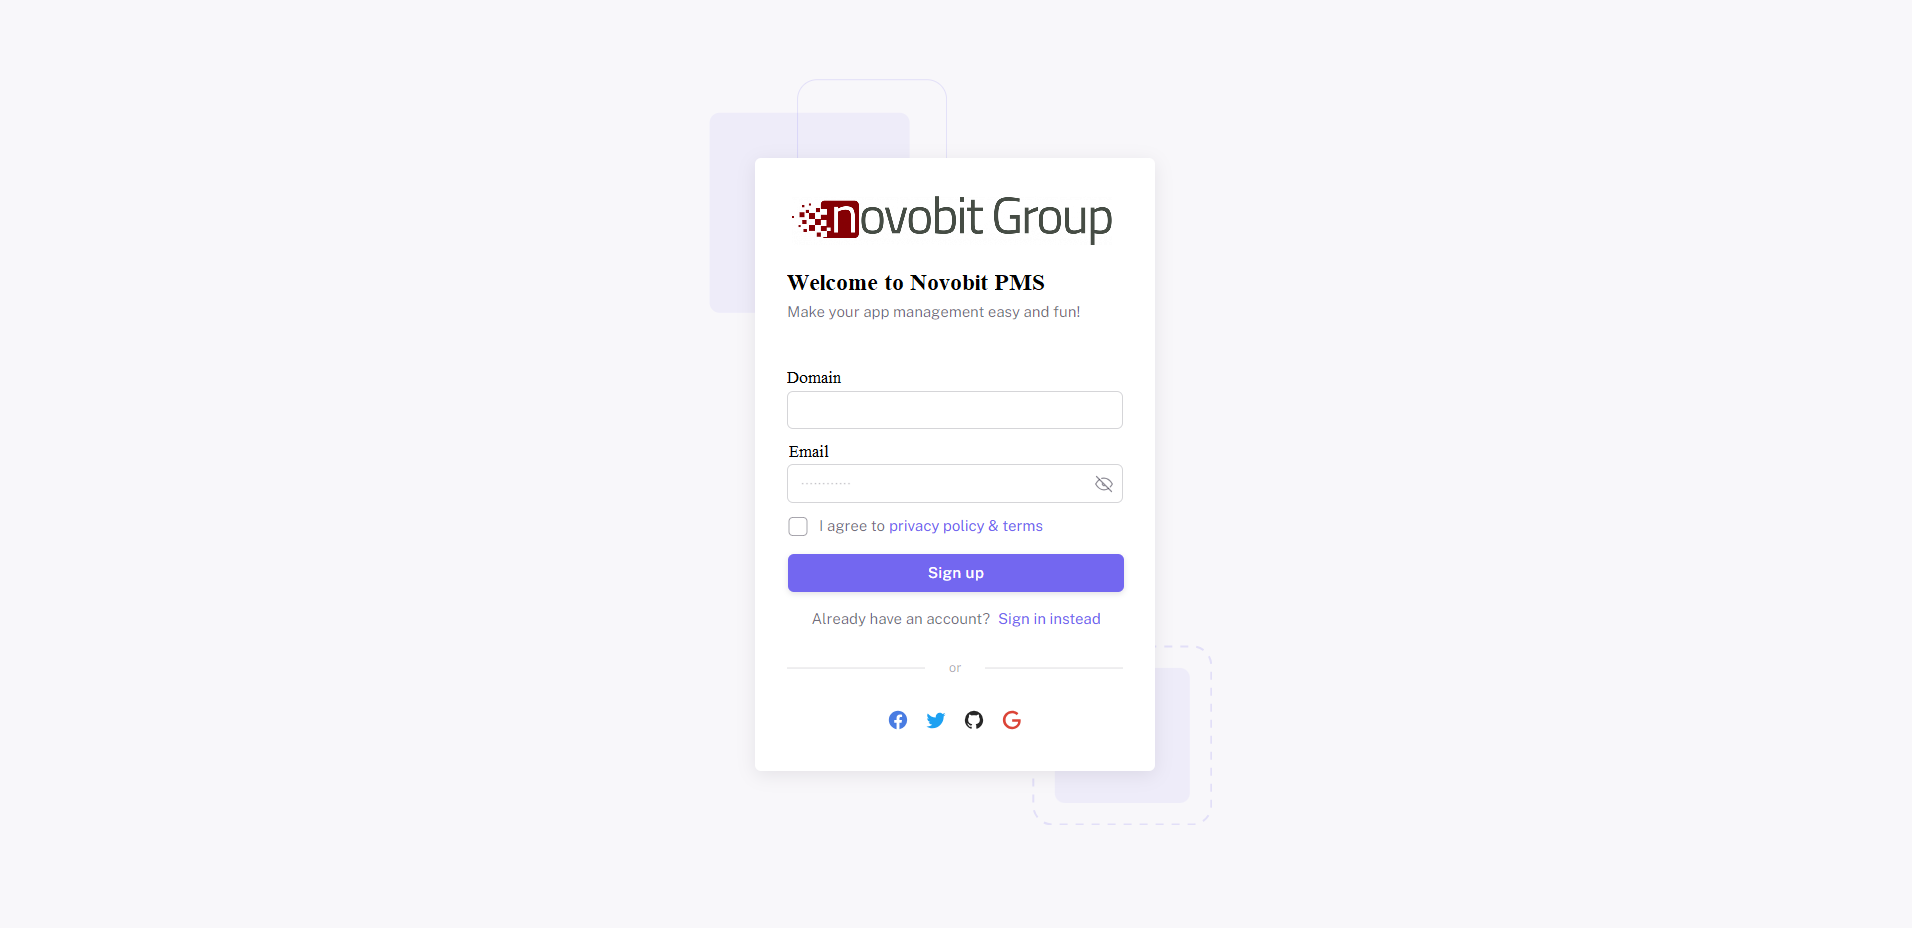 novobit Group
Welcome to Novobit PMS
Make your app management easy and fun!
Domain
Email
············
I agree to privacy policy & terms
Sign up
Already have an account? Sign in instead
or